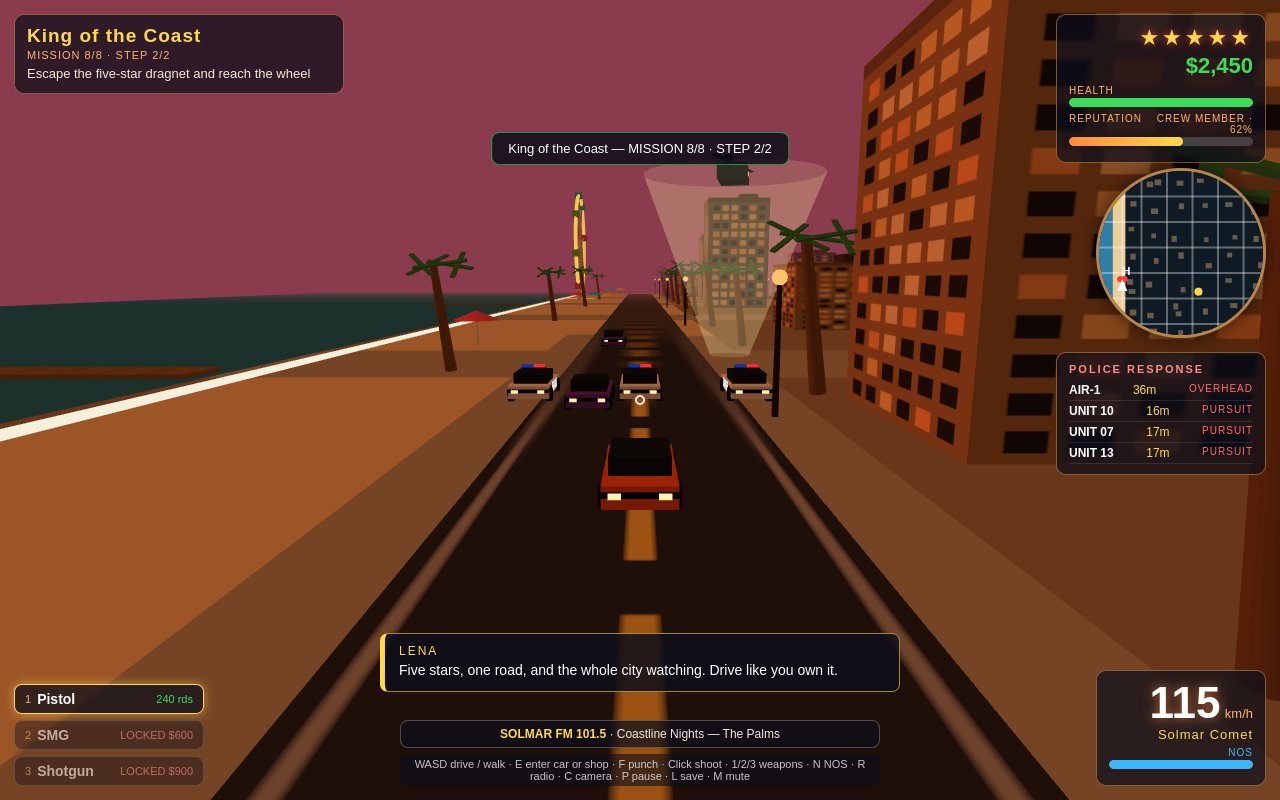 King of the Coast
MISSION 8/8 · STEP 2/2
Escape the five-star dragnet and reach the wheel
★★★★★
$2,450
HEALTH
REPUTATION CREW MEMBER ·
62%
King of the Coast — MISSION 8/8 · STEP 2/2
H
POLICE RESPONSE
AIR-1 36m OVERHEAD
UNIT 10 16m PURSUIT
UNIT 07 17m PURSUIT
UNIT 13 17m PURSUIT
LENA
Five stars, one road, and the whole city watching. Drive like you own it.
1 Pistol 240 rds
2 SMG LOCKED $600
3 Shotgun LOCKED $900
SOLMAR FM 101.5 · Coastline Nights — The Palms
WASD drive / walk · E enter car or shop · F punch · Click shoot · 1/2/3 weapons · N NOS · R
radio · C camera · P pause · L save · M mute
115 km/h
Solmar Comet
NOS